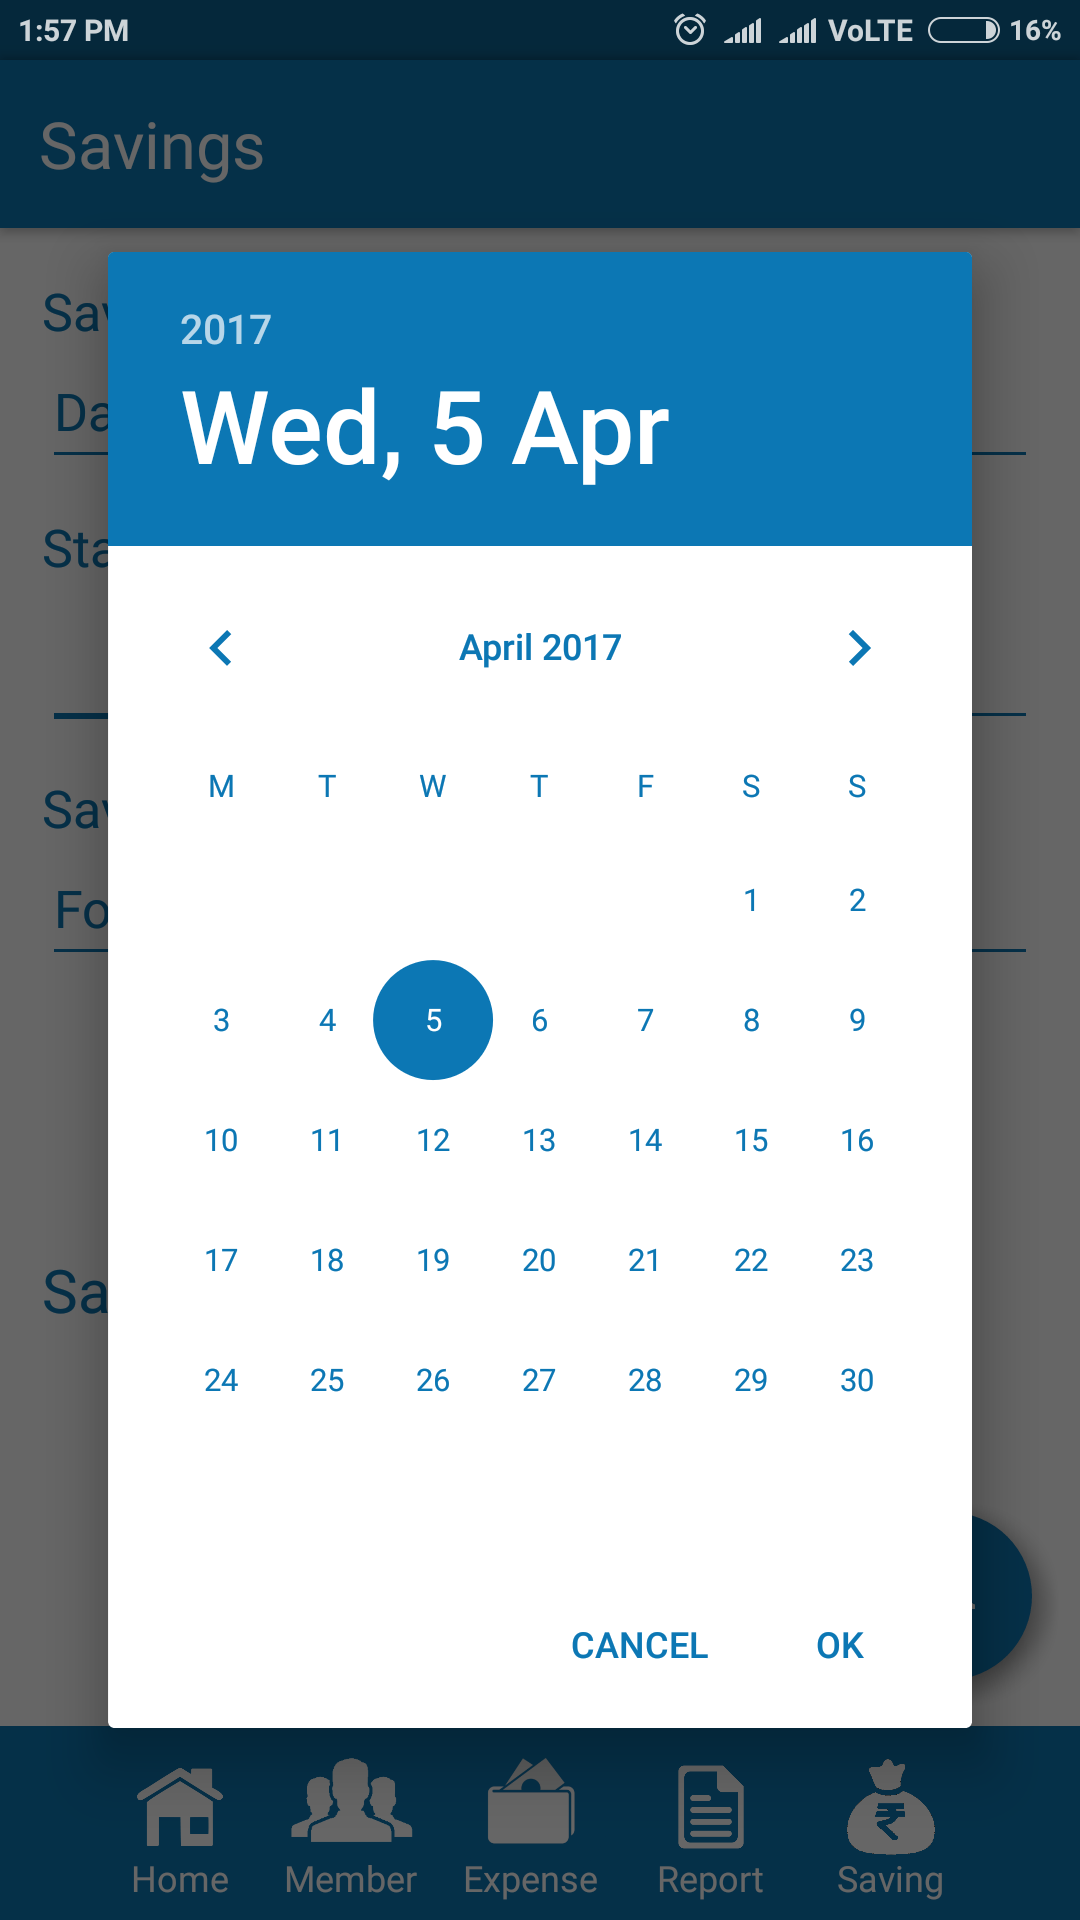 1:57 PM VoLTE 16%
Savings
2017
Wed, 5 Apr
April 2017
M T W T F S S
1 2
3 4 5 6 7 8 9
10 11 12 13 14 15 16
17 18 19 20 21 22 23
24 25 26 27 28 29 30
CANCEL OK
₹
Home Member Expense Report Saving